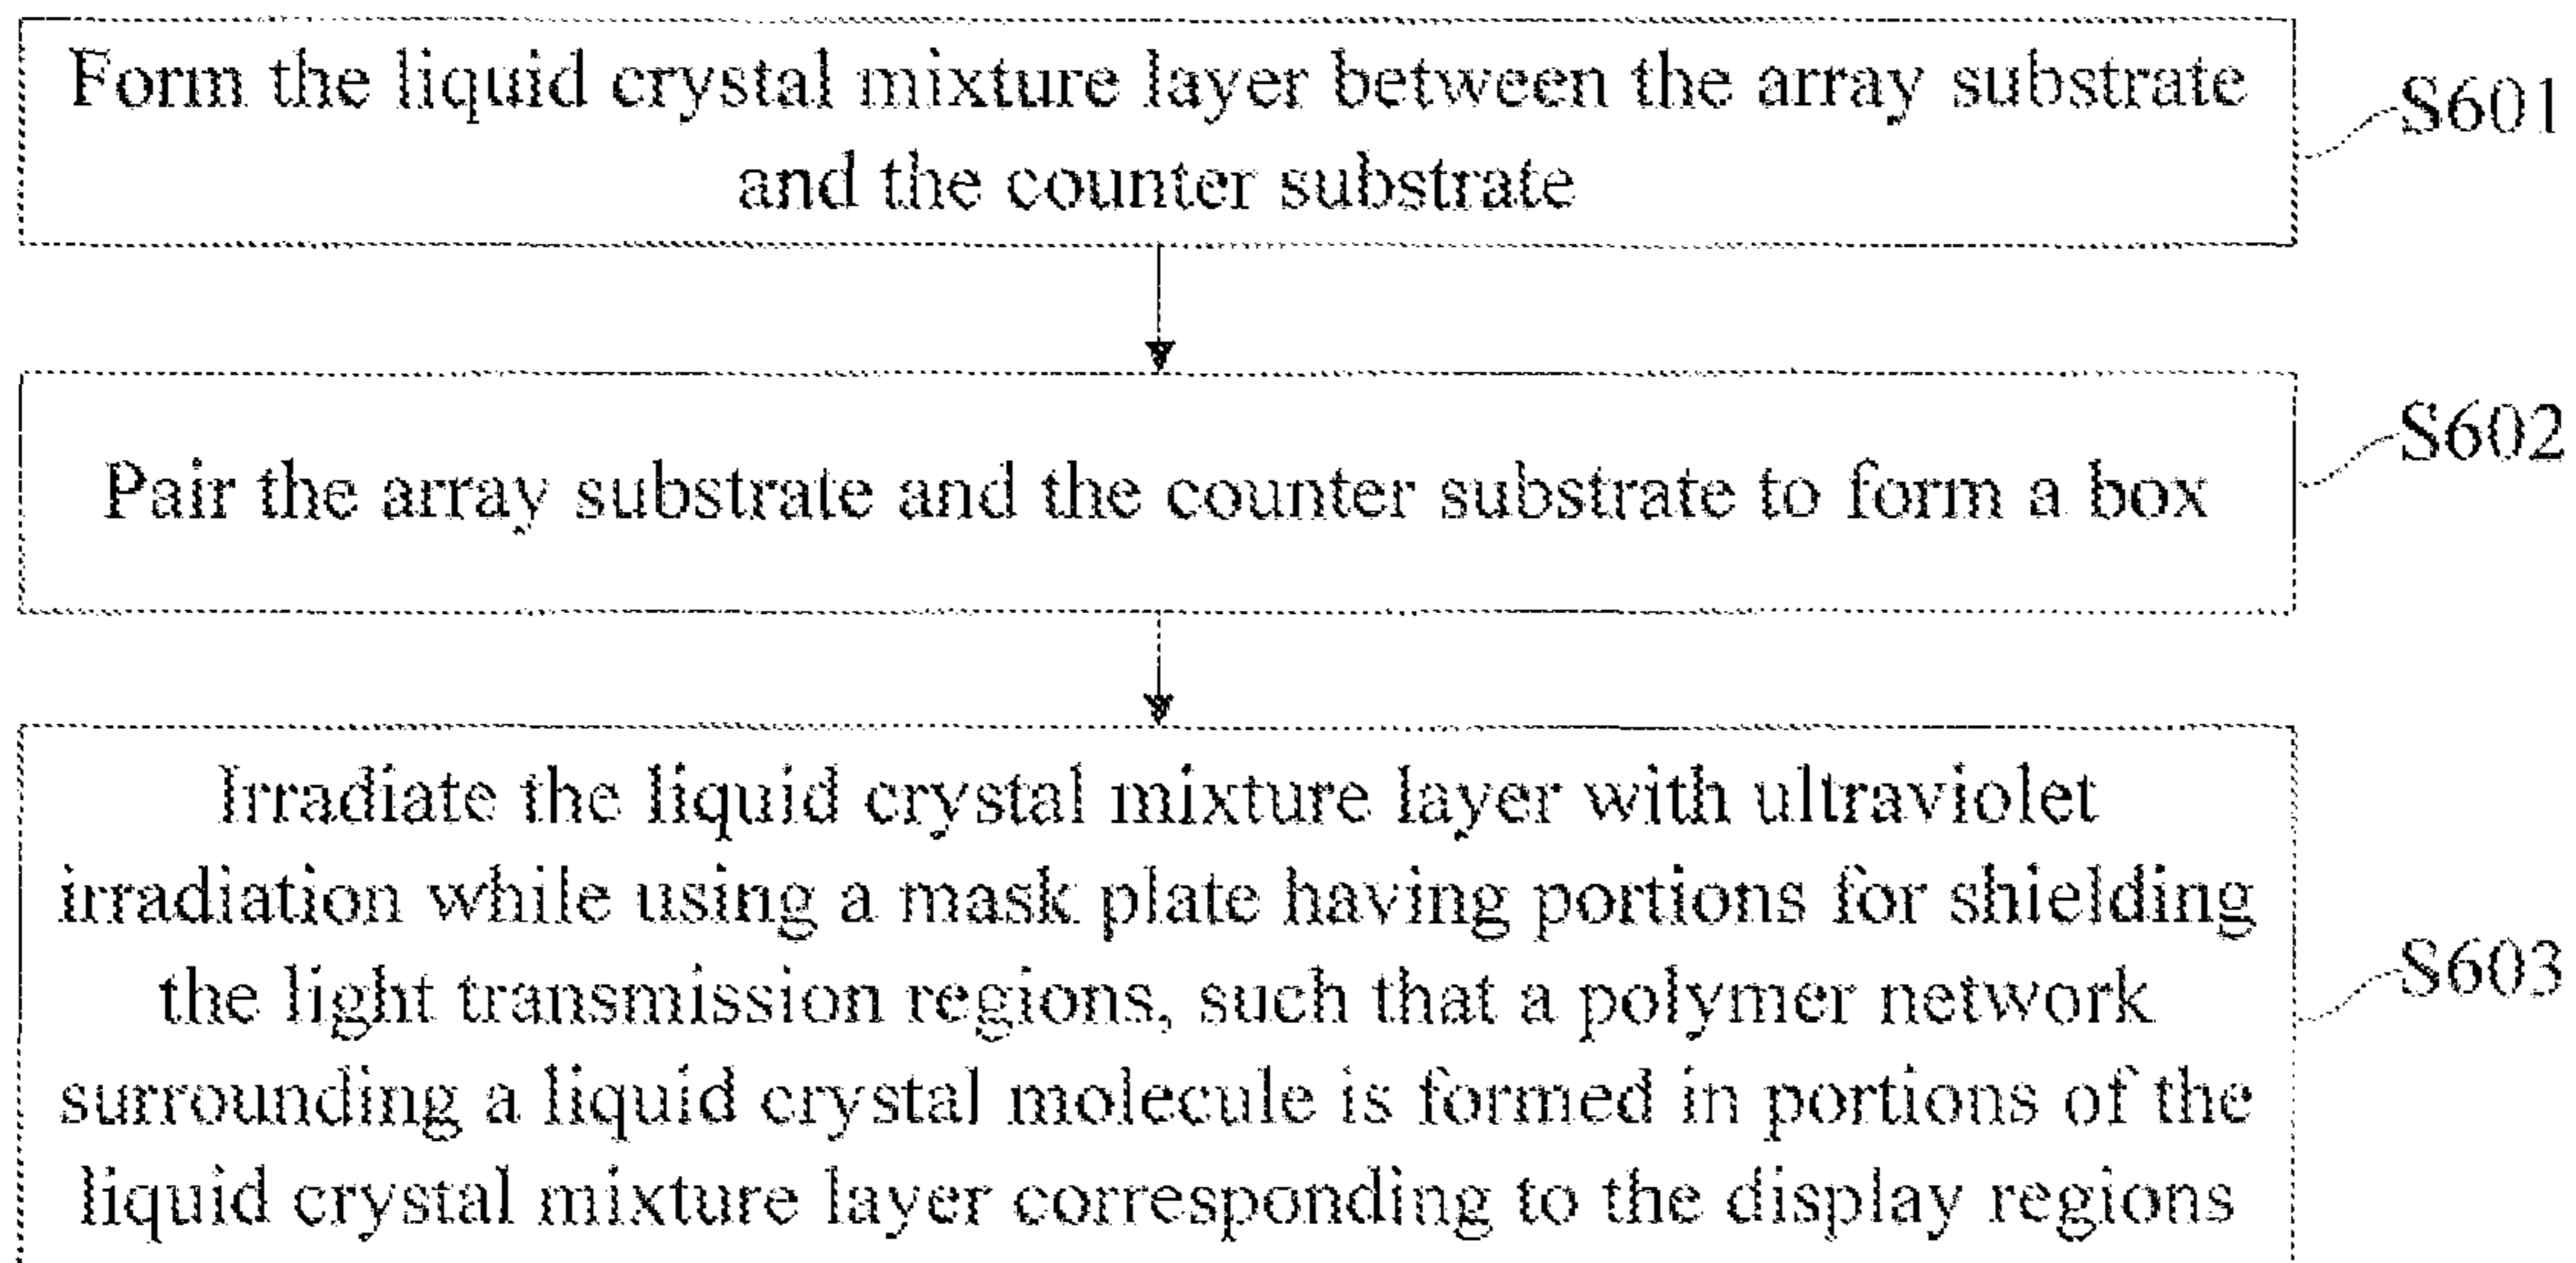 Form the liquid crystal mixture layer between the array substrate
and the counter substrate
S601
Pair the array substrate and the counter substrate to form a box
S602
Irradiate the liquid crystal mixture layer with ultraviolet
irradiation while using a mask plate having portions for shielding
the light transmission regions, such that a polymer network
surrounding a liquid crystal molecule is formed in portions of the
liquid crystal mixture layer corresponding to the display regions
S603